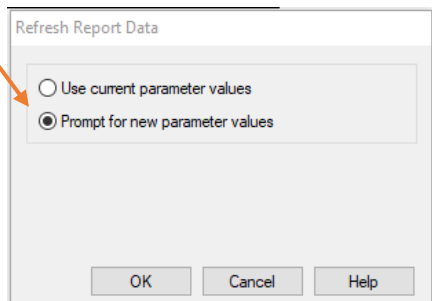 Refresh Report Data
Use current parameter values
Prompt for new parameter values
OK Cancel Help